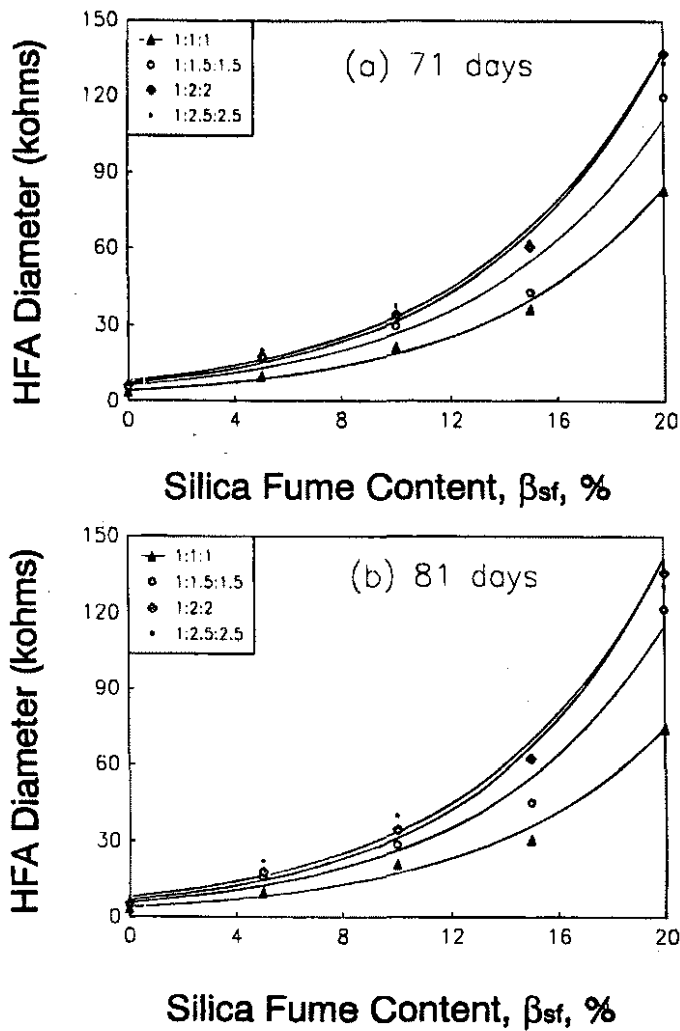 150
120
90
60
30
0
HFA Diameter (kohms)
1:1:1
1:1.5:1.5
1:2:2
1:2.5:2.5
(a) 71 days
0 4 8 12 16 20
Silica Fume Content, βsf, %
150
120
90
60
30
0
HFA Diameter (kohms)
1:1:1
1:1.5:1.5
1:2:2
1:2.5:2.5
(b) 81 days
0 4 8 12 16 20
Silica Fume Content, βsf, %